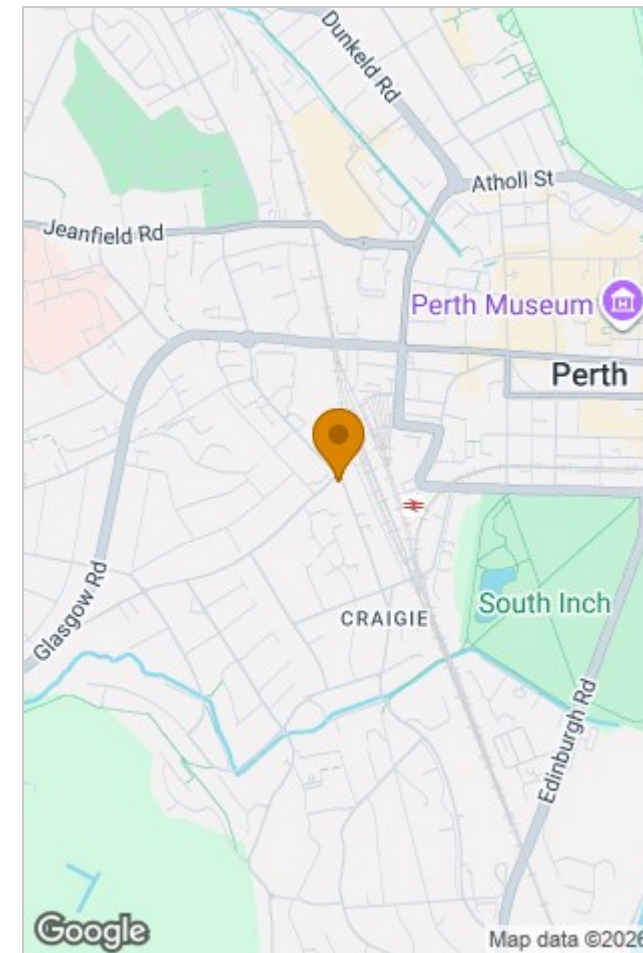 Dunkeld Rd
Atholl St
Jeanfield Rd
Perth Museum
Perth
Glasgow Rd
CRAIGIE
South Inch
Edinburgh Rd
Google
Map data ©2026